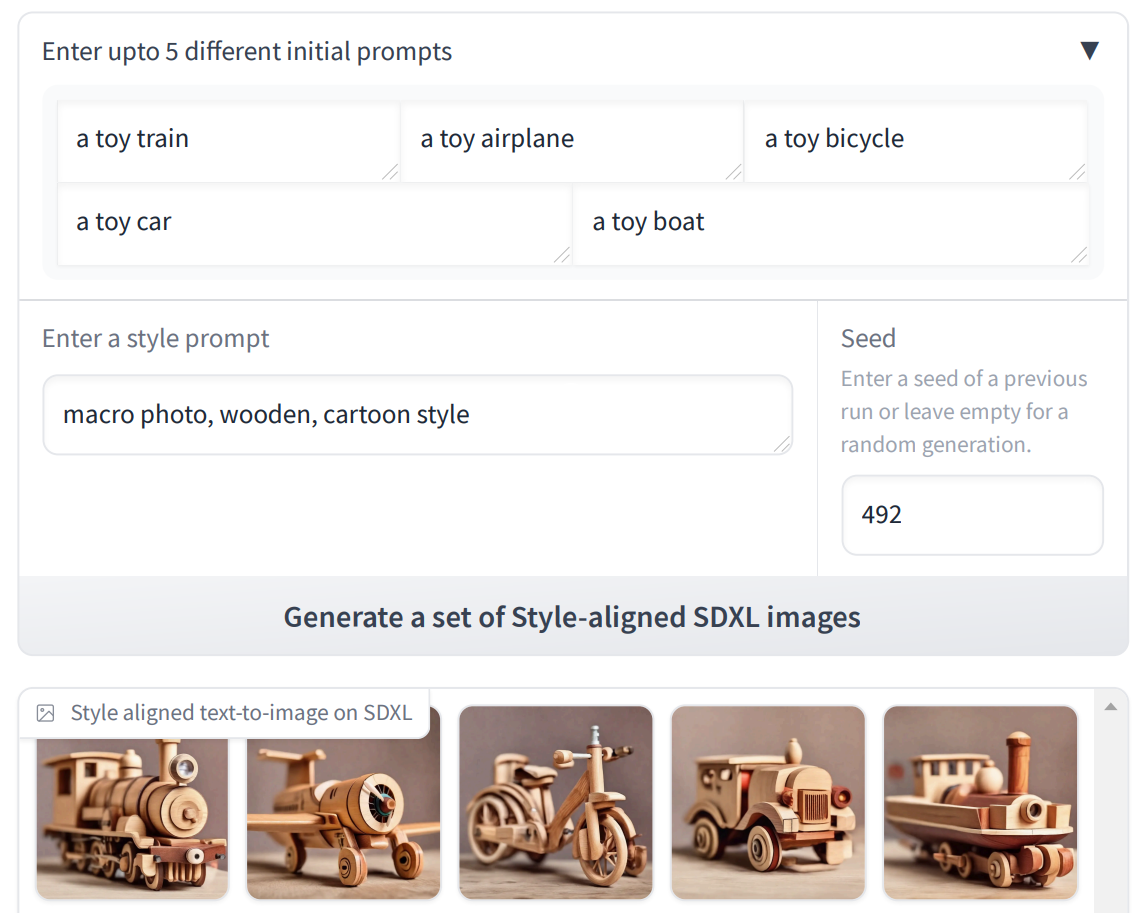 Enter upto 5 different initial prompts
▼
a toy train
a toy airplane
a toy bicycle
a toy car
a toy boat
Enter a style prompt
macro photo, wooden, cartoon style
Seed
Enter a seed of a previous
run or leave empty for a
random generation.
492
Generate a set of Style-aligned SDXL images
Style aligned text-to-image on SDXL